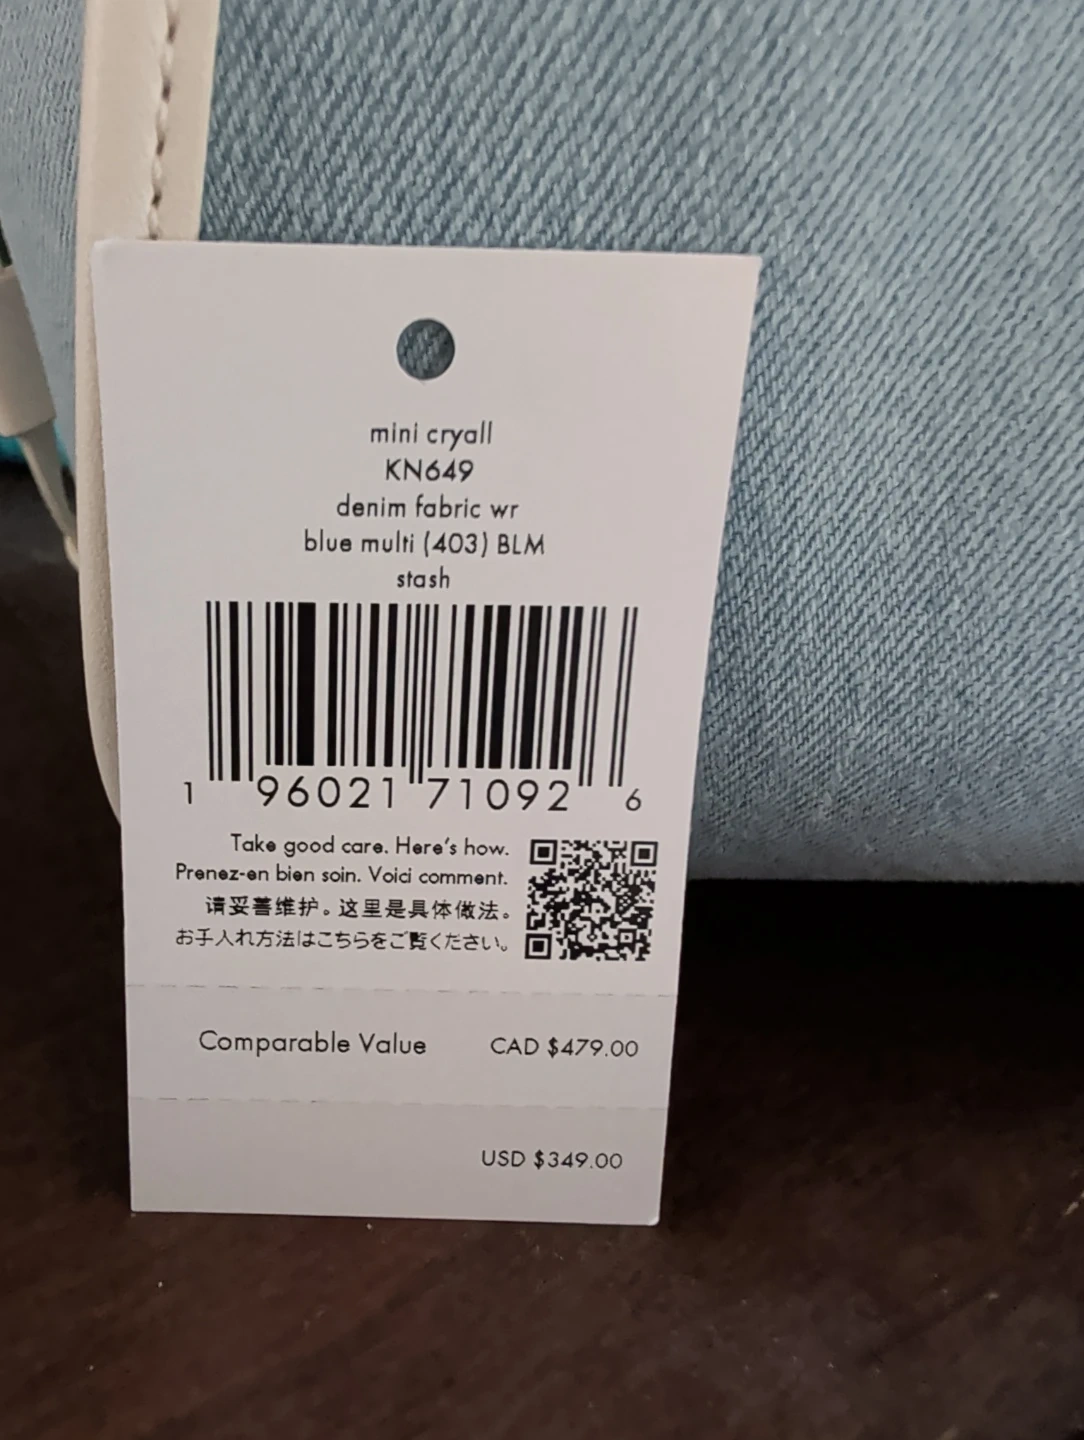 mini cryall
KN649
denim fabric wr
blue multi (403) BLM
stash
1 96021 71092 6
Take good care. Here's how.
Prenez-en bien soin. Voici comment.
请妥善维护。这里是具体做法。
お手入れ方法はこちらをご覧ください。
Comparable Value CAD $479.00
USD $349.00